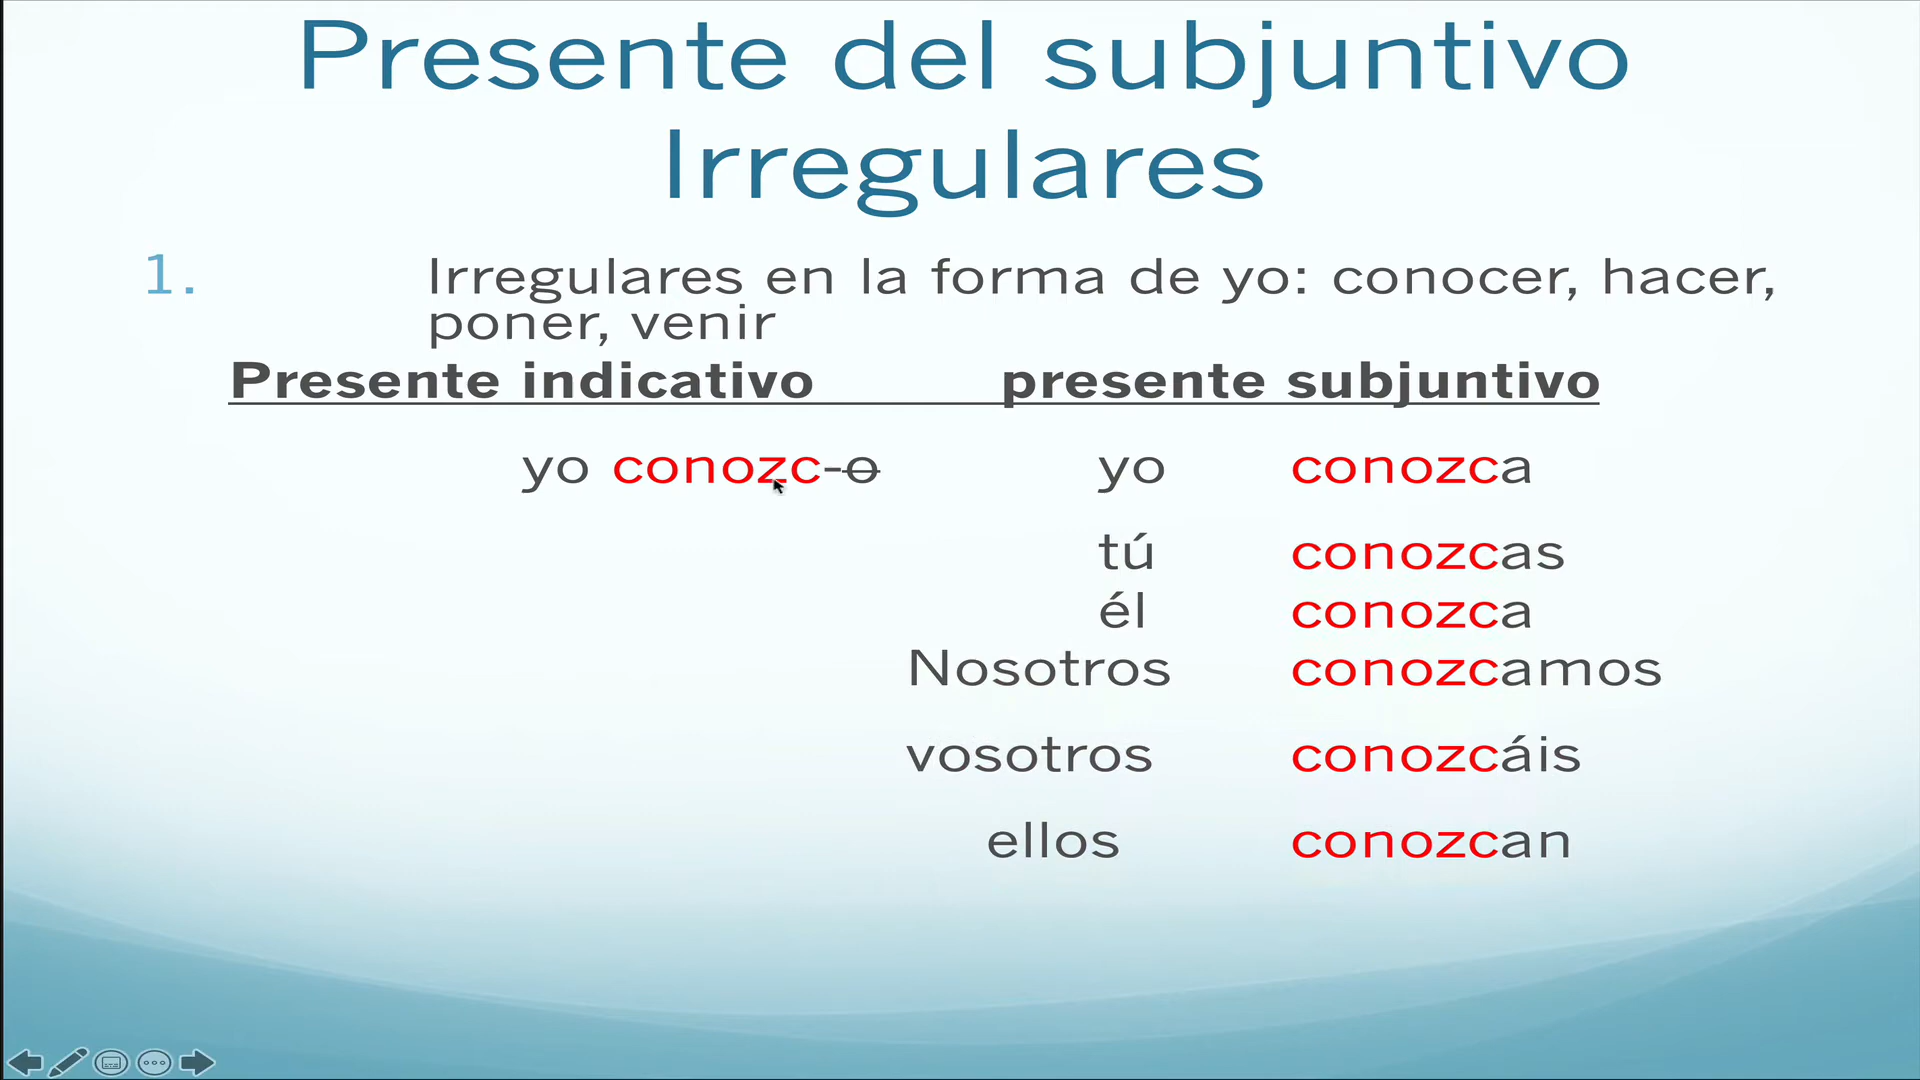 Presente del subjuntivo
Irregulares
1. Irregulares en la forma de yo: conocer, hacer,
poner, venir
Presente indicativo presente subjuntivo
yo conozc-o yo conozca
tú conozcas
él conozca
Nosotros conozcamos
vosotros conozcáis
ellos conozcan